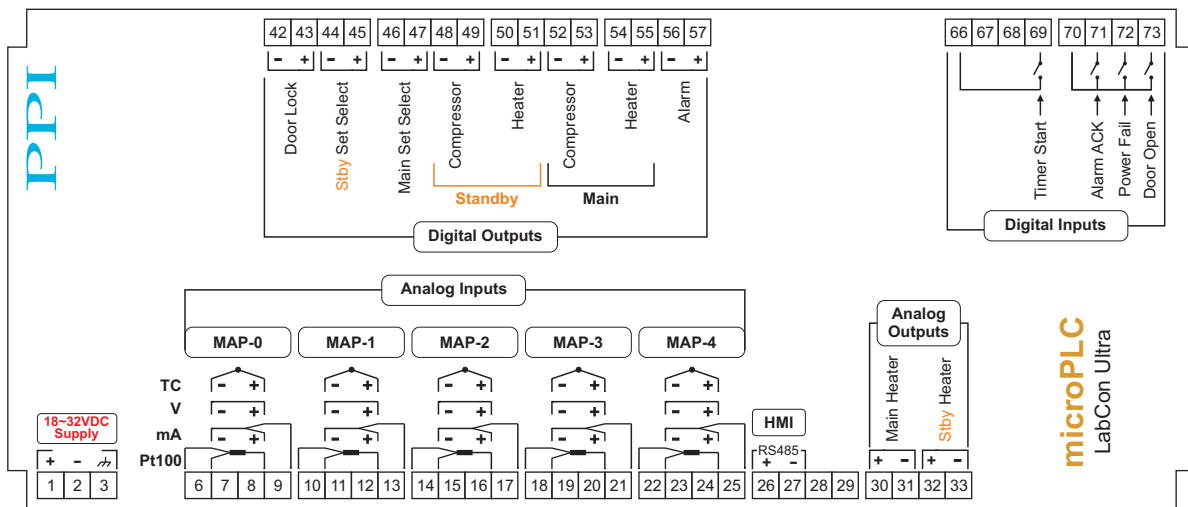 PPI
42 43 44 45 46 47 48 49 50 51 52 53 54 55 56 57
- + - + - + - + - + - + - + - +
Door Lock
Stby Set Select
Main Set Select
Compressor
Heater
Compressor
Heater
Alarm
Standby
Main
Digital Outputs
66 67 68 69 70 71 72 73
Timer Start
Alarm ACK
Power Fail
Door Open
Digital Inputs
Analog Inputs
MAP-0 MAP-1 MAP-2 MAP-3 MAP-4
TC - + - + - + - + - +
V - + - + - + - + - +
mA - + - + - + - + - +
Pt100
18~32VDC
Supply
+ -
1 2 3
6 7 8 9 10 11 12 13 14 15 16 17 18 19 20 21 22 23 24 25
HMI
RS485
+ -
26 27 28 29
Analog
Outputs
Main Heater
Stby Heater
+ - + -
30 31 32 33
microPLC
LabCon Ultra